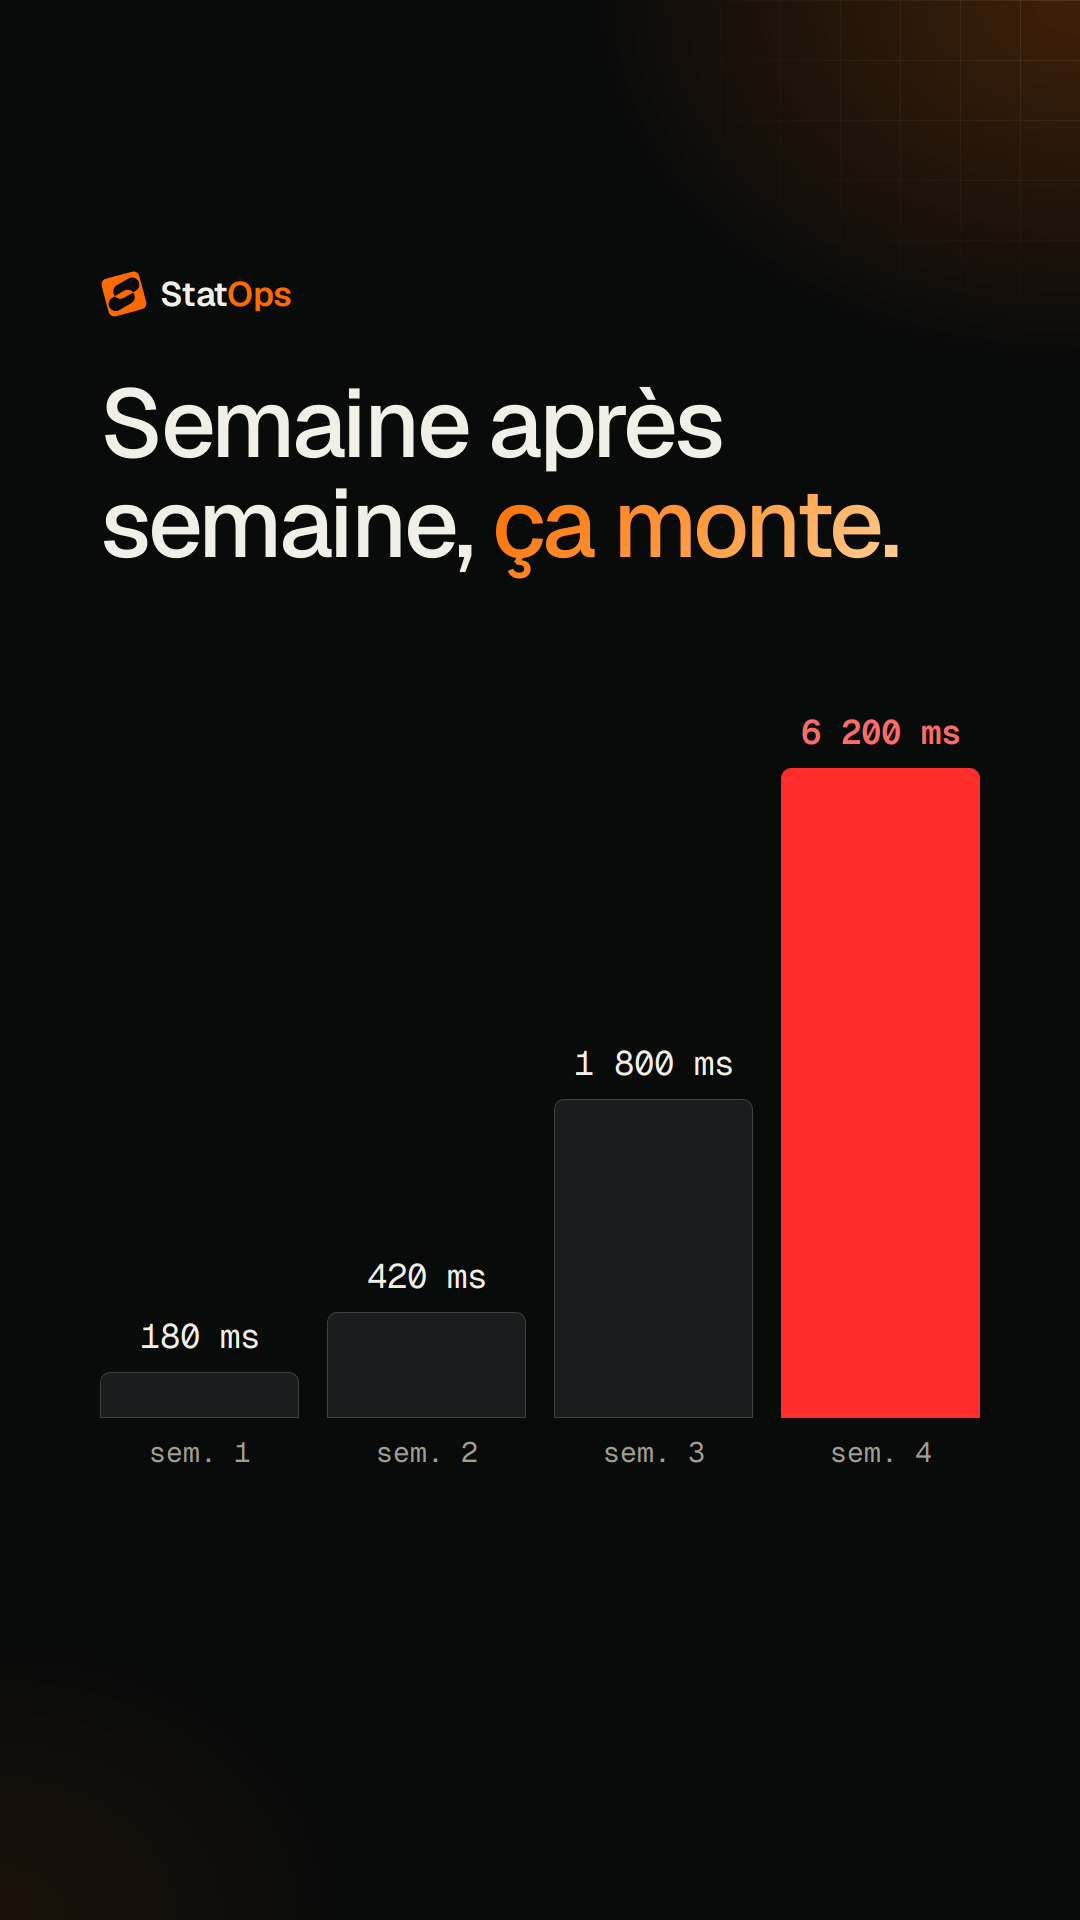 StatOps
Semaine après
semaine, ça monte.
6 200 ms
1 800 ms
420 ms
180 ms
sem. 1
sem. 2
sem. 3
sem. 4